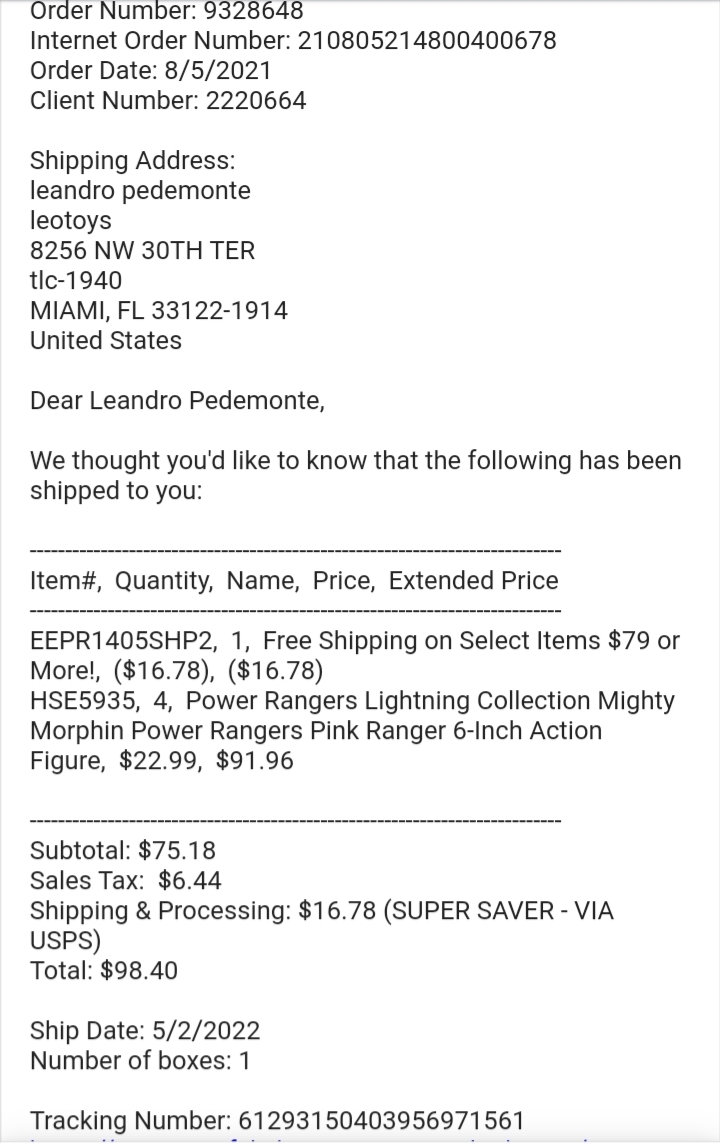 Order Number: 9328648
Internet Order Number: 210805214800400678
Order Date: 8/5/2021
Client Number: 2220664
Shipping Address:
leandro pedemonte
leotoys
8256 NW 30TH TER
tlc-1940
MIAMI, FL 33122-1914
United States
Dear Leandro Pedemonte,
We thought you'd like to know that the following has been
shipped to you:
----------------------------------------------------------------------------
Item#,  Quantity,  Name,  Price,  Extended Price
----------------------------------------------------------------------------
EEPR1405SHP2,  1,  Free Shipping on Select Items $79 or
More!,  ($16.78),  ($16.78)
HSE5935,  4,  Power Rangers Lightning Collection Mighty
Morphin Power Rangers Pink Ranger 6-Inch Action
Figure,  $22.99,  $91.96
----------------------------------------------------------------------------
Subtotal: $75.18
Sales Tax:  $6.44
Shipping & Processing: $16.78 (SUPER SAVER - VIA
USPS)
Total: $98.40
Ship Date: 5/2/2022
Number of boxes: 1
Tracking Number: 61293150403956971561